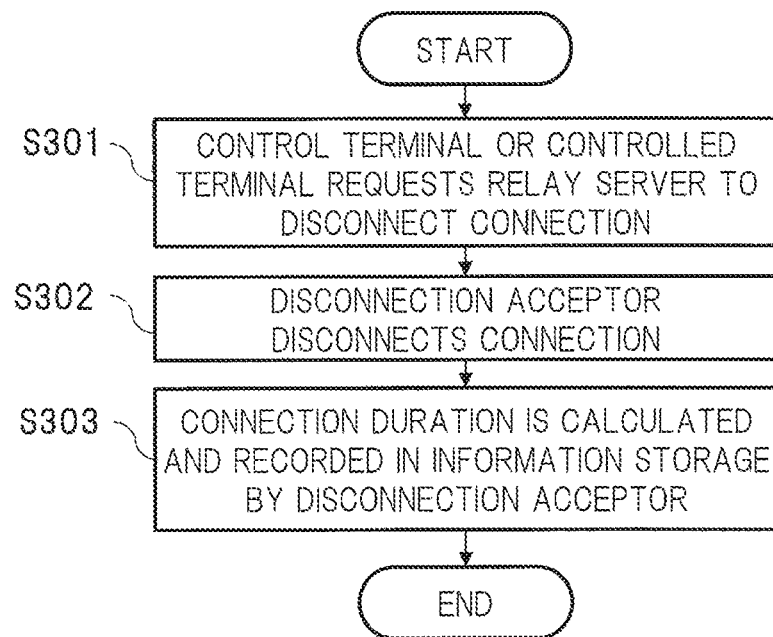 START
S301
CONTROL TERMINAL OR CONTROLLED
TERMINAL REQUESTS RELAY SERVER TO
DISCONNECT CONNECTION
S302
DISCONNECTION ACCEPTOR
DISCONNECTS CONNECTION
S303
CONNECTION DURATION IS CALCULATED
AND RECORDED IN INFORMATION STORAGE
BY DISCONNECTION ACCEPTOR
END